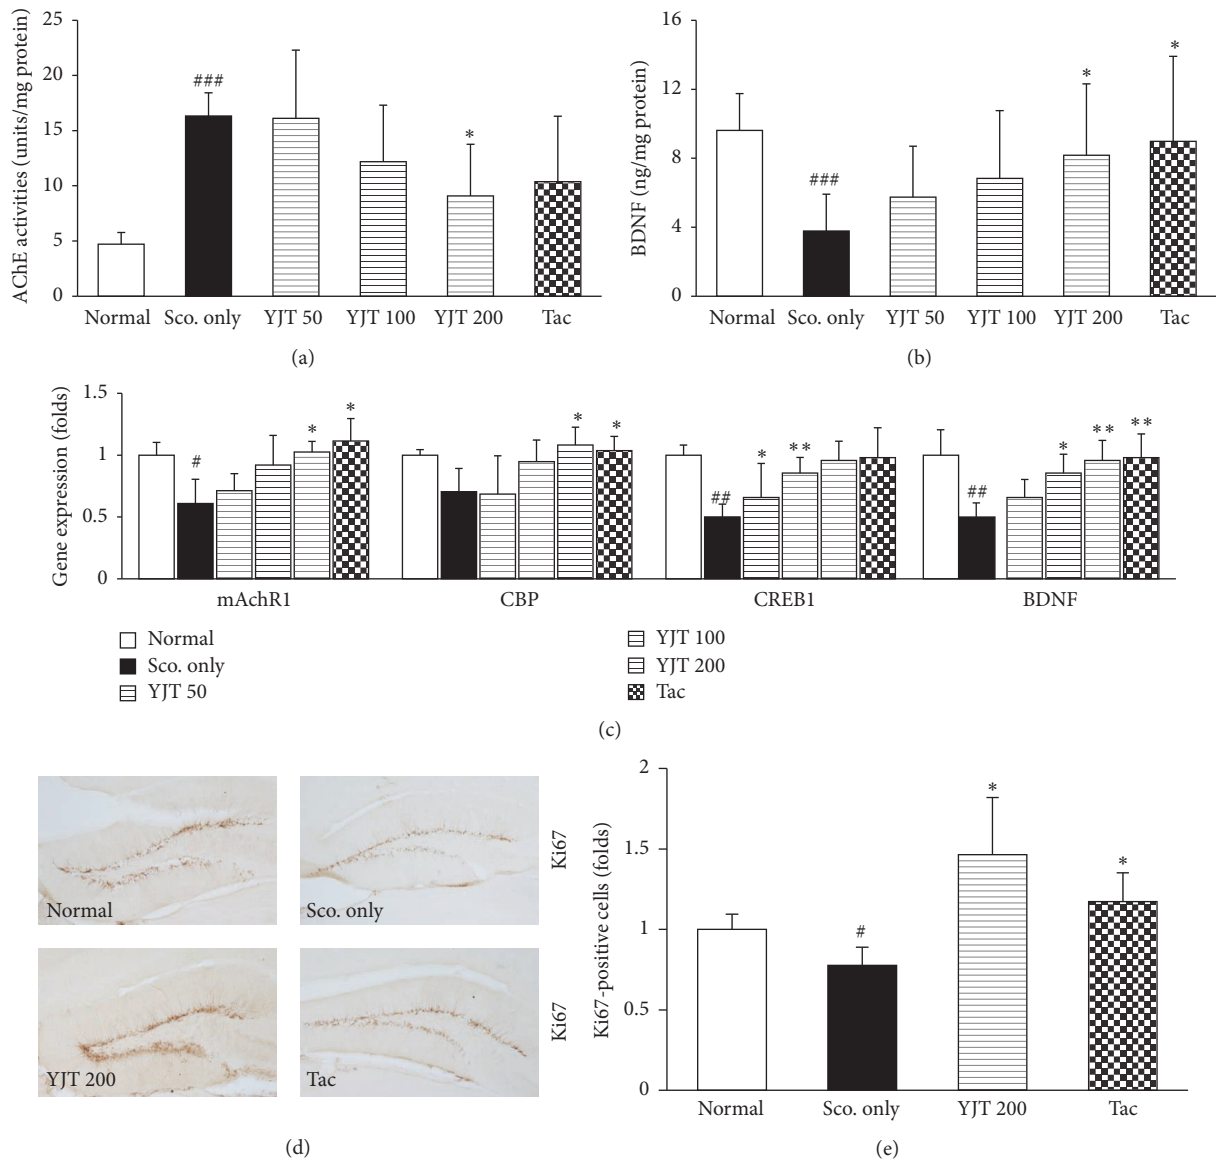 AChE activities (units/mg protein)
25
20
15
10
5
0
###
*
Normal Sco. only YJT 50 YJT 100 YJT 200 Tac
(a)
BDNF (ng/mg protein)
16
12
8
4
0
###
*
*
Normal Sco. only YJT 50 YJT 100 YJT 200 Tac
(b)
Gene expression (folds)
1.5
1
0.5
0
# * *
* *
## * **
## * ** **
mAchR1 CBP CREB1 BDNF
Normal
Sco. only
YJT 50
YJT 100
YJT 200
Tac
(c)
Normal
Sco. only
Ki67
YJT 200
Tac
Ki67
(d)
Ki67-positive cells (folds)
2
1.5
1
0.5
0
#
*
*
Normal Sco. only YJT 200 Tac
(e)